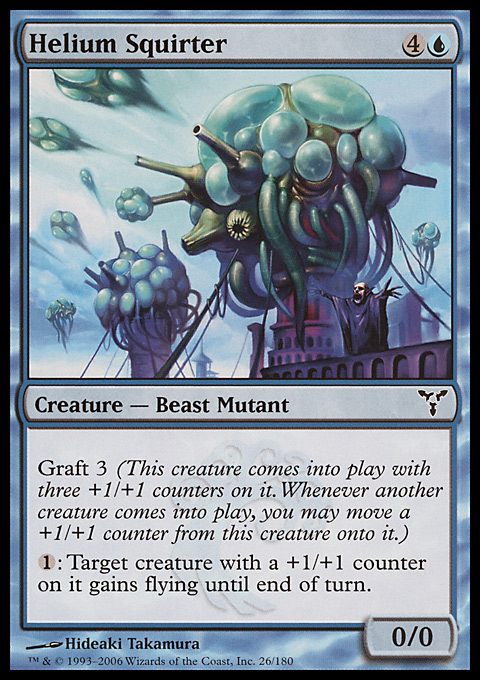 Helium Squirter 4
Creature — Beast Mutant
Graft 3 (This creature comes into play with
three +1/+1 counters on it. Whenever another
creature comes into play, you may move a
+1/+1 counter from this creature onto it.)
1: Target creature with a +1/+1 counter
on it gains flying until end of turn.
0/0
Hideaki Takamura
™ & © 1993–2006 Wizards of the Coast, Inc. 26/180